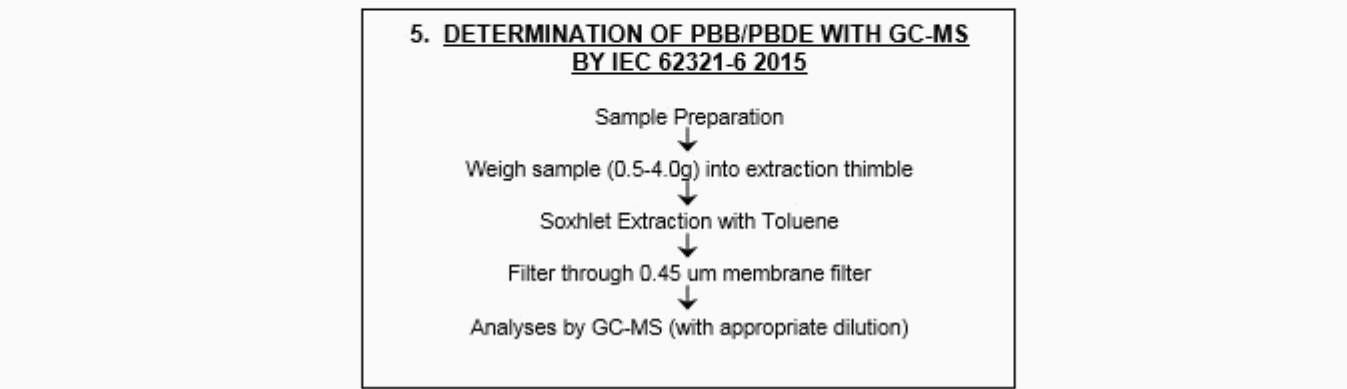 5. DETERMINATION OF PBB/PBDE WITH GC-MS
BY IEC 62321-6 2015
Sample Preparation
Weigh sample (0.5-4.0g) into extraction thimble
Soxhlet Extraction with Toluene
Filter through 0.45 um membrane filter
Analyses by GC-MS (with appropriate dilution)